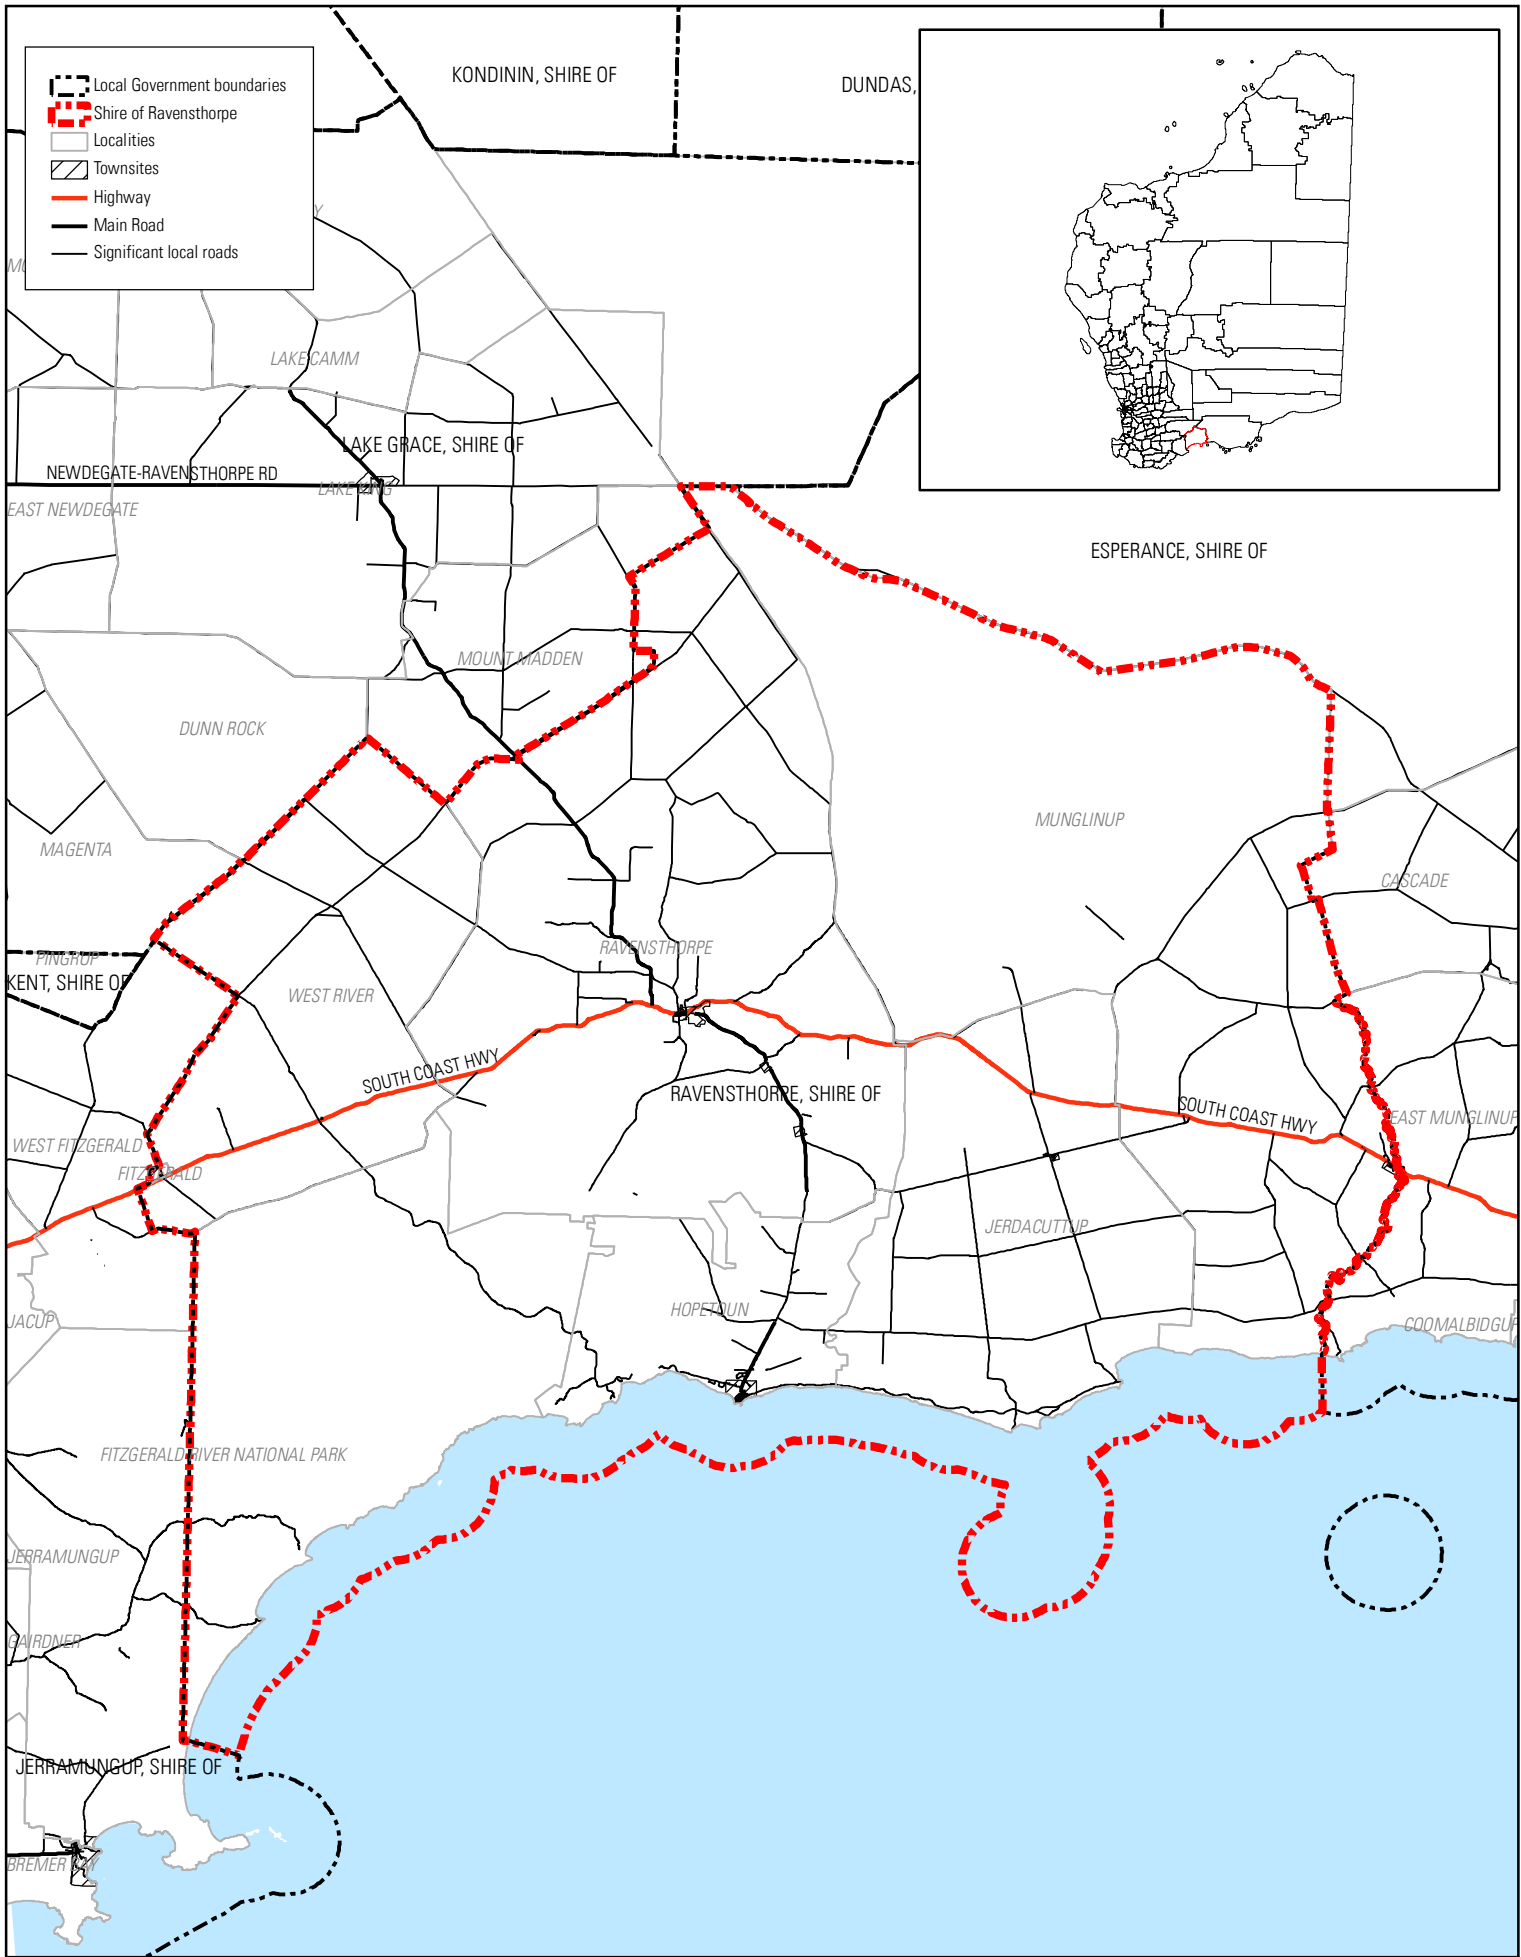 KONDININ, SHIRE OF
DUNDAS,
Local Government boundaries
Shire of Ravensthorpe
Localities
Townsites
Highway
Main Road
Significant local roads
Y
MO
LAKE CAMM
LAKE GRACE, SHIRE OF
NEWDEGATE-RAVENSTHORPE RD
LAKE KING
EAST NEWDEGATE
ESPERANCE, SHIRE OF
MOUNT MADDEN
DUNN ROCK
MUNGLINUP
MAGENTA
CASCADE
RAVENSTHORPE
PINGRUP
KENT, SHIRE OF
WEST RIVER
SOUTH COAST HWY
RAVENSTHORPE, SHIRE OF
SOUTH COAST HWY
EAST MUNGLINUP
WEST FITZGERALD
FITZGERALD
JERDACUTTUP
HOPETOUN
JACUP
COOMALBIDGUP
FITZGERALD RIVER NATIONAL PARK
JERRAMUNGUP
GAIRDNER
JERRAMUNGUP, SHIRE OF
BREMER BAY